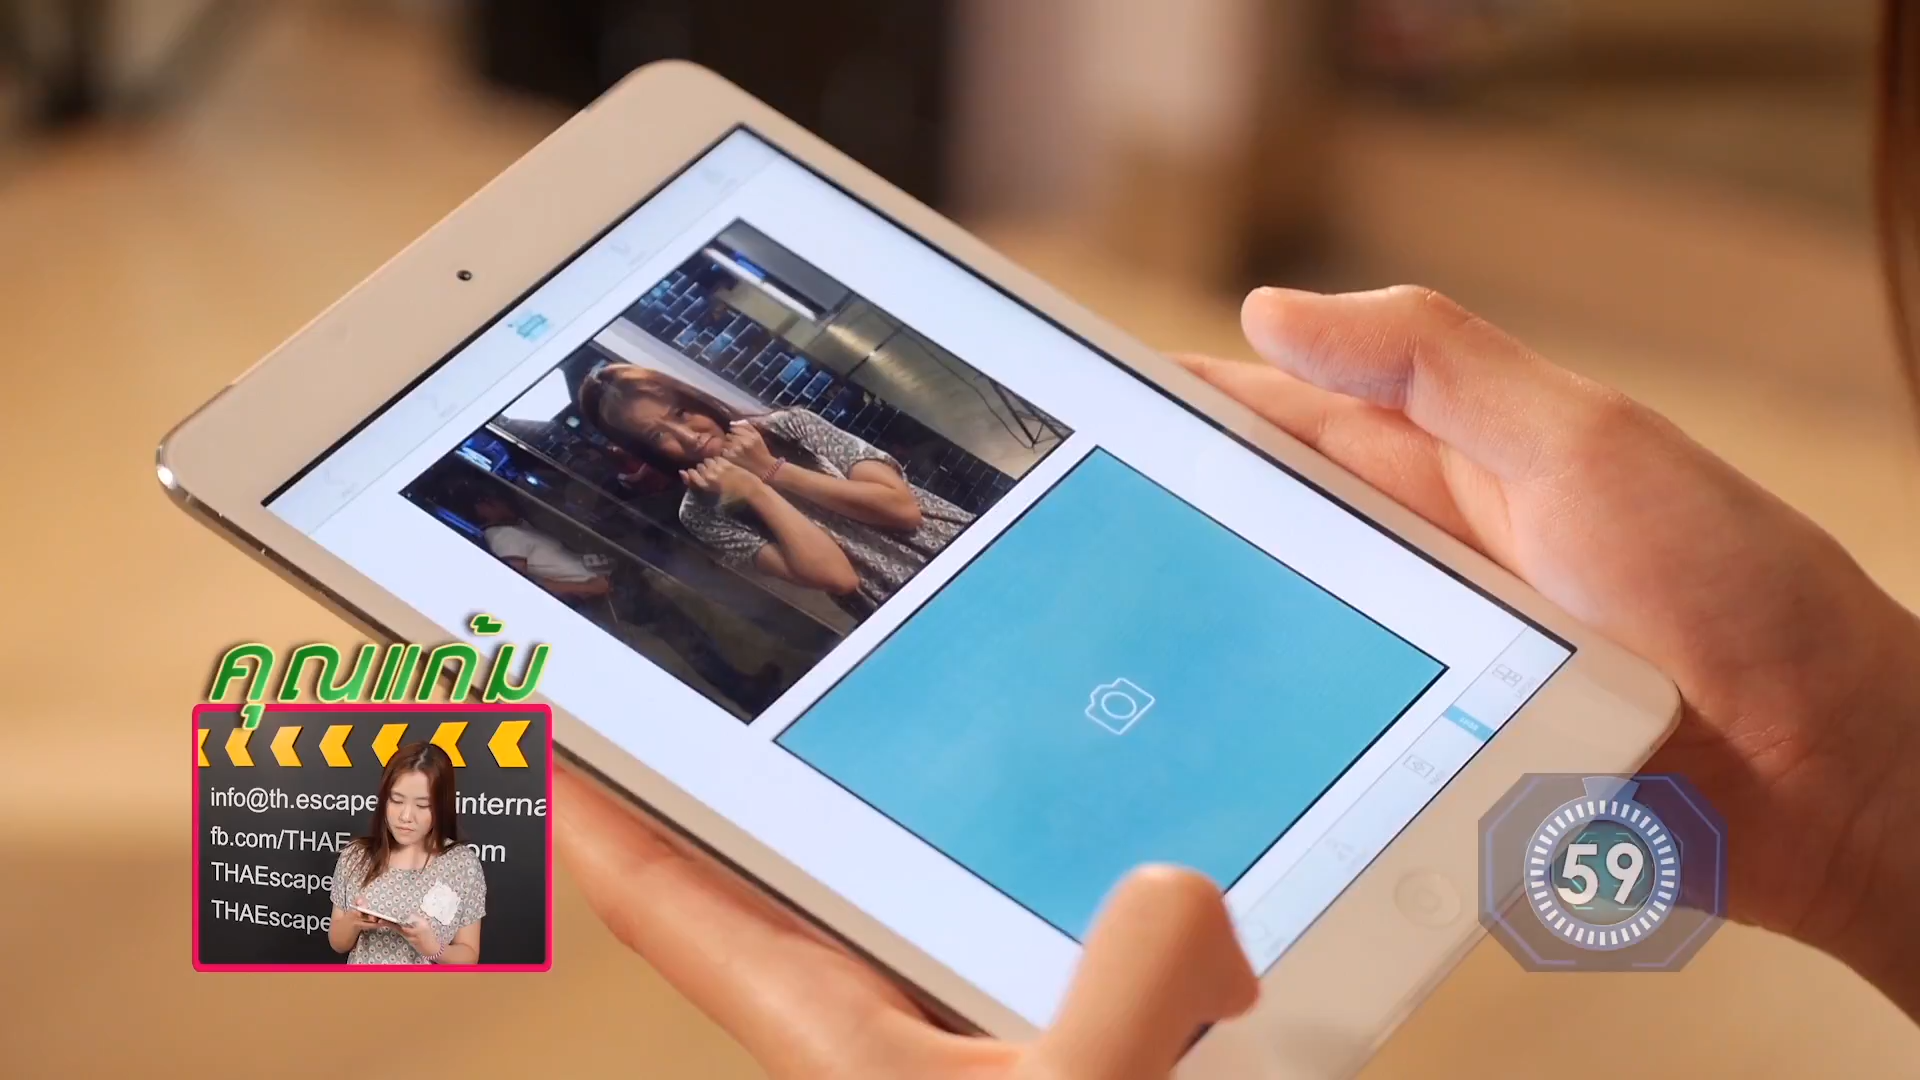 คุณแก้ม
info@th.escape interna
fb.com/THAE om
THAEscape
THAEscape
59